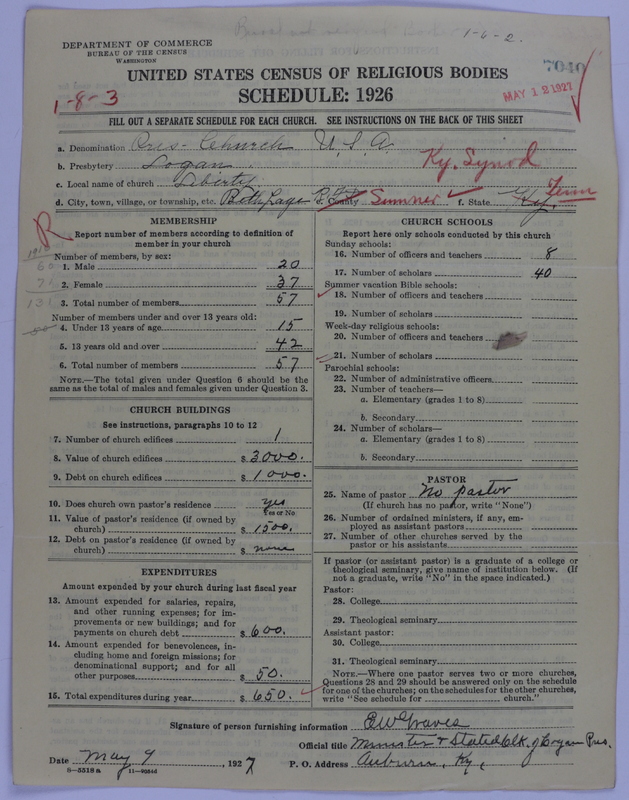 1-6-2.
DEPARTMENT OF COMMERCE
BUREAU OF THE CENSUS
WASHINGTON
7040
UNITED STATES CENSUS OF RELIGIOUS BODIES
1-8-3
SCHEDULE: 1926
MAY 12 1927
FILL OUT A SEPARATE SCHEDULE FOR EACH CHURCH. SEE INSTRUCTIONS ON THE BACK OF THIS SHEET
a. Denomination Pres- Church U.S.A.
b. Presbytery Logan
Ky. Synod
c. Local name of church Liberty
d. City, town, village, or township, etc. Bethpage e. County Sumner f. State Ky. Tenn
R
MEMBERSHIP
Report number of members according to definition of
member in your church
Number of members, by sex:
60
1. Male 20
71
2. Female 37
131
3. Total number of members 57
Number of members under and over 13 years old:
4. Under 13 years of age 15
5. 13 years old and over 42
6. Total number of members 57
NOTE.—The total given under Question 6 should be the
same as the total of males and females given under Question 3.
CHURCH BUILDINGS
See instructions, paragraphs 10 to 12
7. Number of church edifices 1
8. Value of church edifices $ 3000.
9. Debt on church edifices $ 1000.
10. Does church own pastor's residence yes
Yes or No
11. Value of pastor's residence (if owned by
church) $ 1500.
12. Debt on pastor's residence (if owned by
church) $ none
EXPENDITURES
Amount expended by your church during last fiscal year
13. Amount expended for salaries, repairs,
and other running expenses; for im-
provements or new buildings; and for
payments on church debt $ 600.
14. Amount expended for benevolences, in-
cluding home and foreign missions; for
denominational support; and for all
other purposes $ 50.
15. Total expenditures during year $ 650.
CHURCH SCHOOLS
Report here only schools conducted by this church
Sunday schools:
16. Number of officers and teachers 8
17. Number of scholars 40
Summer vacation Bible schools:
18. Number of officers and teachers
19. Number of scholars
Week-day religious schools:
20. Number of officers and teachers
21. Number of scholars
Parochial schools:
22. Number of administrative officers
23. Number of teachers—
a. Elementary (grades 1 to 8)
b. Secondary
24. Number of scholars—
a. Elementary (grades 1 to 8)
b. Secondary
PASTOR
25. Name of pastor No pastor
(If church has no pastor, write "None")
26. Number of ordained ministers, if any, em-
ployed as assistant pastors
27. Number of other churches served by the
pastor or his assistants
If pastor (or assistant pastor) is a graduate of a college or
theological seminary, give name of institution below. (If
not a graduate, write "No" in the space indicated.)
Pastor:
28. College
29. Theological seminary
Assistant pastor:
30. College
31. Theological seminary
NOTE.—Where one pastor serves two or more churches,
Questions 28 and 29 should be answered only on the schedule
for one of the churches; on the schedules for the other churches,
write "See schedule for church."
Signature of person furnishing information E W Graves
Official title Minister & Stated Clk. of Logan Pres.
Date May 9, 1927 P. O. Address Auburn, Ky,
8-5518 a